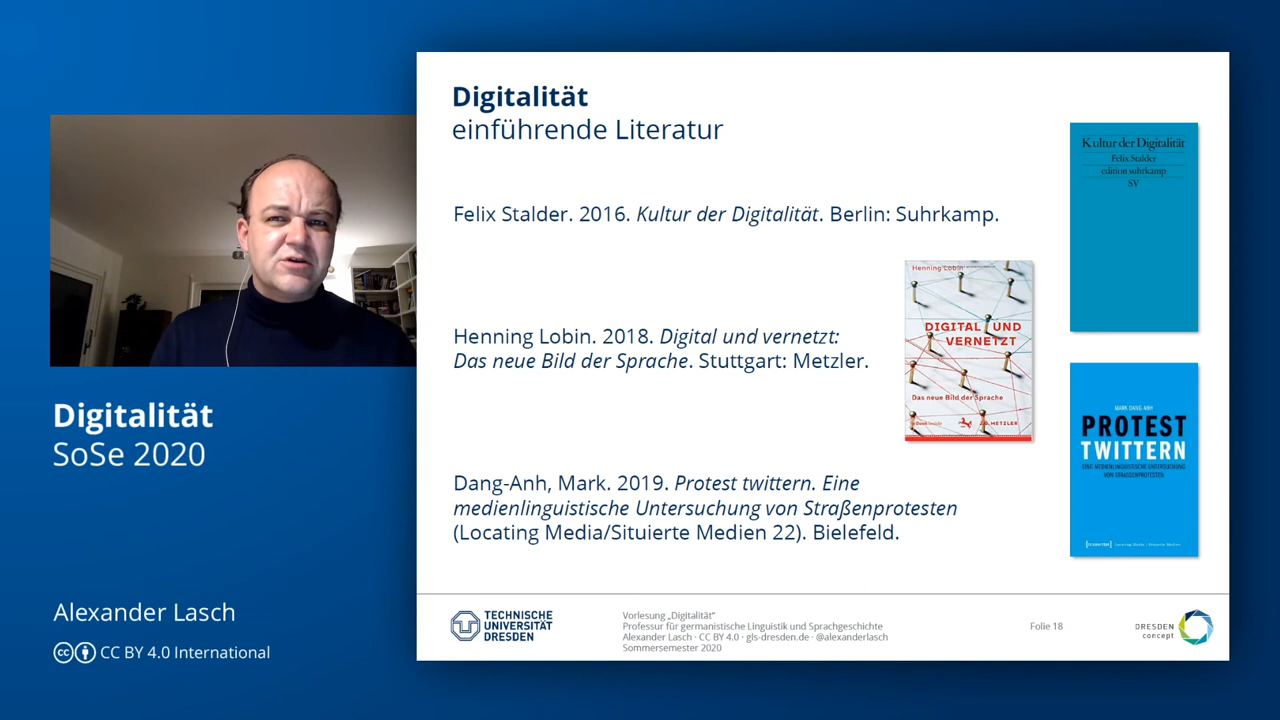 Digitalität
einführende Literatur
Felix Stalder. 2016. Kultur der Digitalität. Berlin: Suhrkamp.
Kultur der Digitalität
Felix Stalder
edition suhrkamp
SV
Henning Lobin. 2018. Digital und vernetzt:
Das neue Bild der Sprache. Stuttgart: Metzler.
Henning Lobin
DIGITAL UND
VERNETZT
Das neue Bild der Sprache
J.B. METZLER
Dang-Anh, Mark. 2019. Protest twittern. Eine
medienlinguistische Untersuchung von Straßenprotesten
(Locating Media/Situierte Medien 22). Bielefeld.
MARK DANG-ANH
PROTEST
TWITTERN
EINE MEDIENLINGUISTISCHE UNTERSUCHUNG
VON STRASSENPROTESTEN
[transcript] Locating Media / Situierte Medien
Digitalität
SoSe 2020
Alexander Lasch
CC BY 4.0 International
TECHNISCHE
UNIVERSITÄT
DRESDEN
Vorlesung „Digitalität“
Professur für germanistische Linguistik und Sprachgeschichte
Alexander Lasch · CC BY 4.0 · gls-dresden.de · @alexanderlasch
Sommersemester 2020
Folie 18
DRESDEN
concept